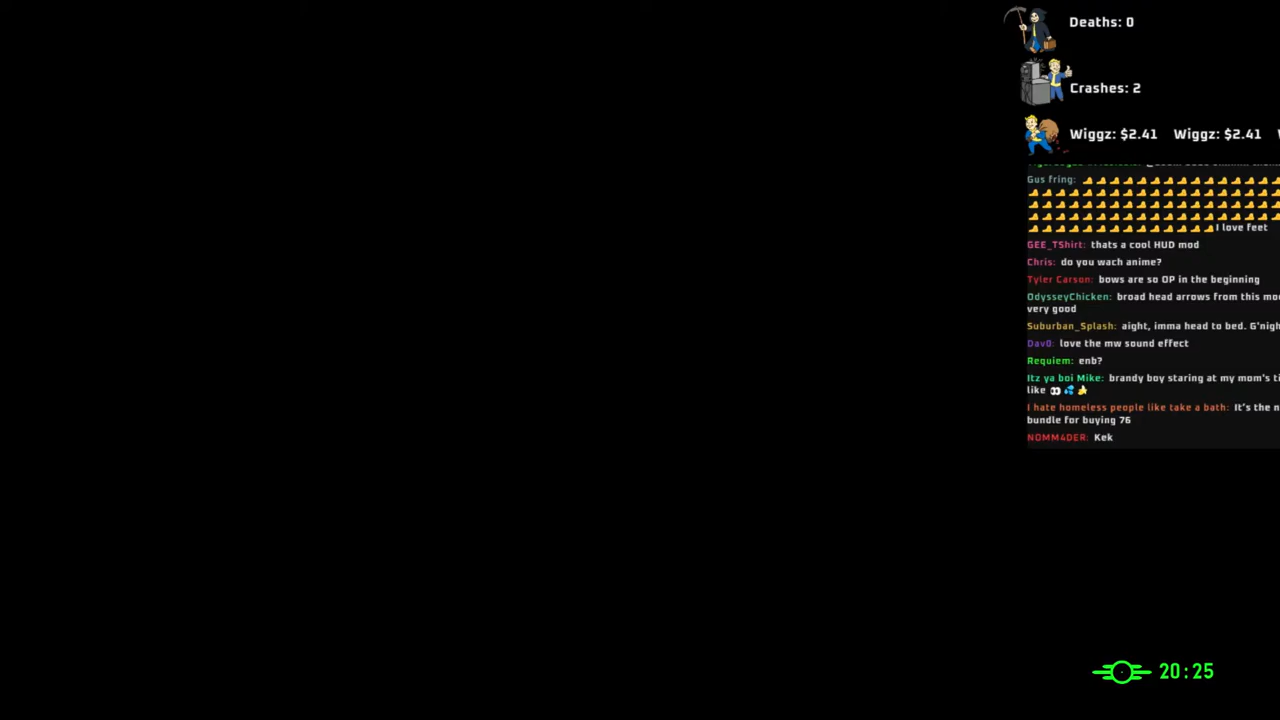 Deaths: 0
Crashes: 2
Wiggz: $2.41 Wiggz: $2.41
Gus fring:
I love feet
GEE_TShirt: thats a cool HUD mod
Chris: do you wach anime?
Tyler Carson: bows are so OP in the beginning
OdysseyChicken: broad head arrows from this
very good
Suburban_Splash: aight, imma head to bed.
Dav0: love the mw sound effect
Requiem: enb?
Itz ya boi Mike: brandy boy staring at my mom's
like
I hate homeless people like take a bath: It's the
bundle for buying 76
NOMM4DER: Kek
20:25